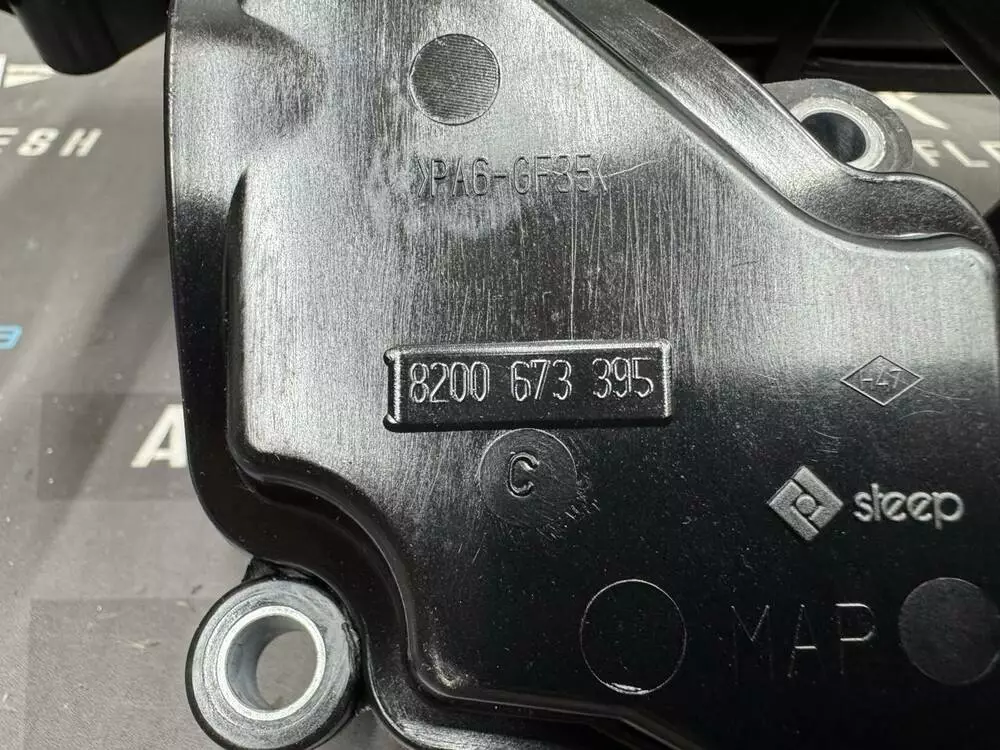 >PA6-GF35<
8200 673 395
H47
C
steep
MAP